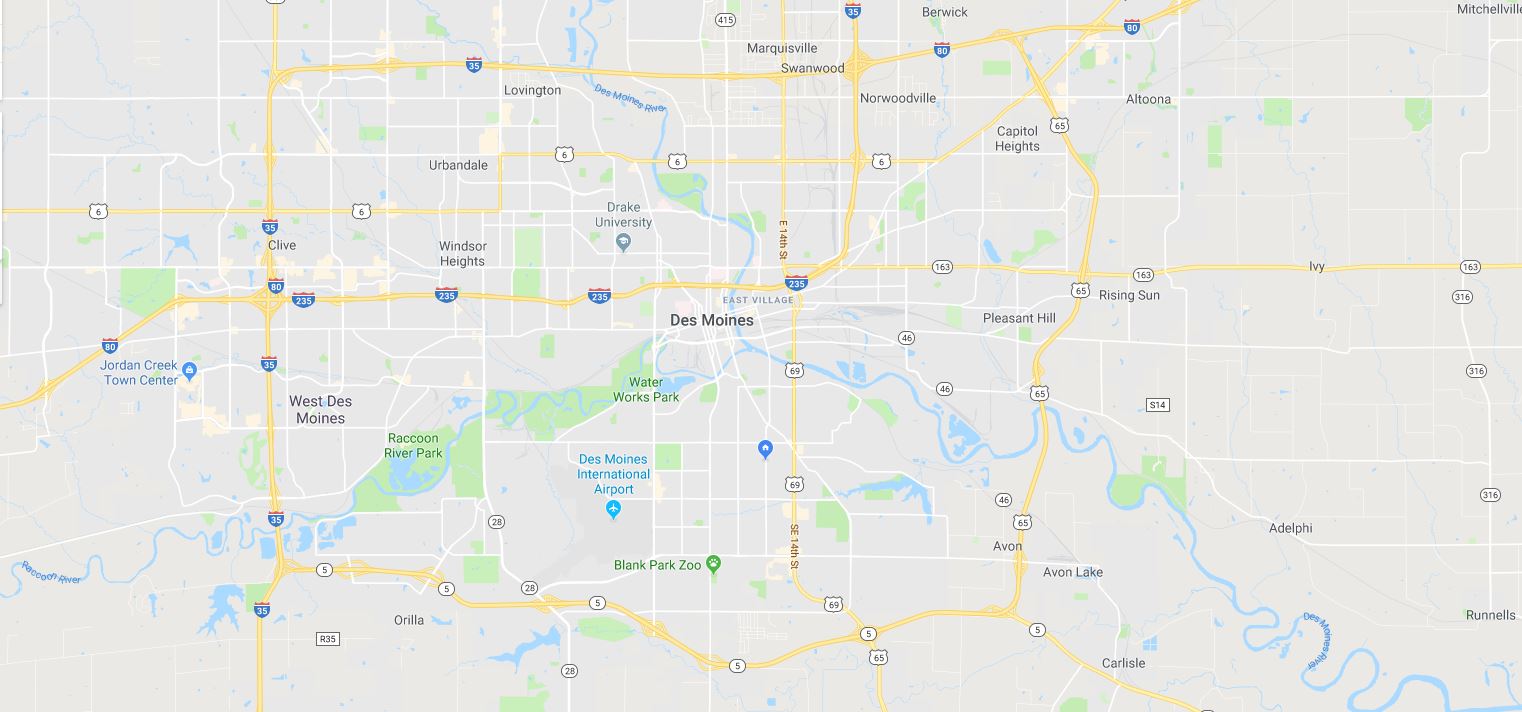 Berwick
35
415
80
80
Mitchellville
Marquisville
Swanwood
35
Lovington
Des Moines River
Norwoodville
Altoona
65
Capitol
Heights
Urbandale
6
6
6
6
6
Drake
University
E 14th St
35
Clive
Windsor
Heights
163
163
Ivy
163
80
235
235
235
235
EAST VILLAGE
65
Rising Sun
316
Des Moines
Pleasant Hill
46
80
Jordan Creek
Town Center
35
69
316
Water
Works Park
46
65
West Des
Moines
S14
Raccoon
River Park
Des Moines
International
Airport
69
316
46
35
28
65
Adelphi
SE 14th St
Avon
Blank Park Zoo
Avon Lake
Raccoon River
5
5
28
5
69
35
Orilla
Runnells
Des Moines River
R35
5
5
5
65
Carlisle
28